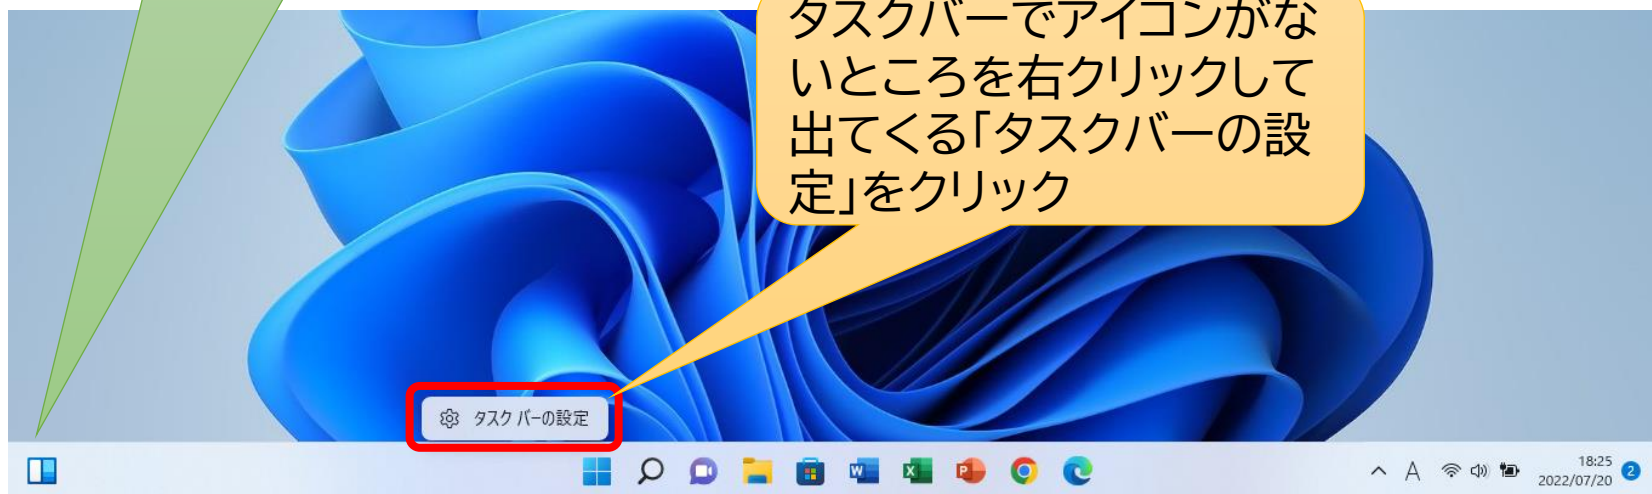 タスクバーでアイコンがな
いところを右クリックして
出てくる「タスクバーの設
定」をクリック
タスク バーの設定
A
18:25
2022/07/20
2